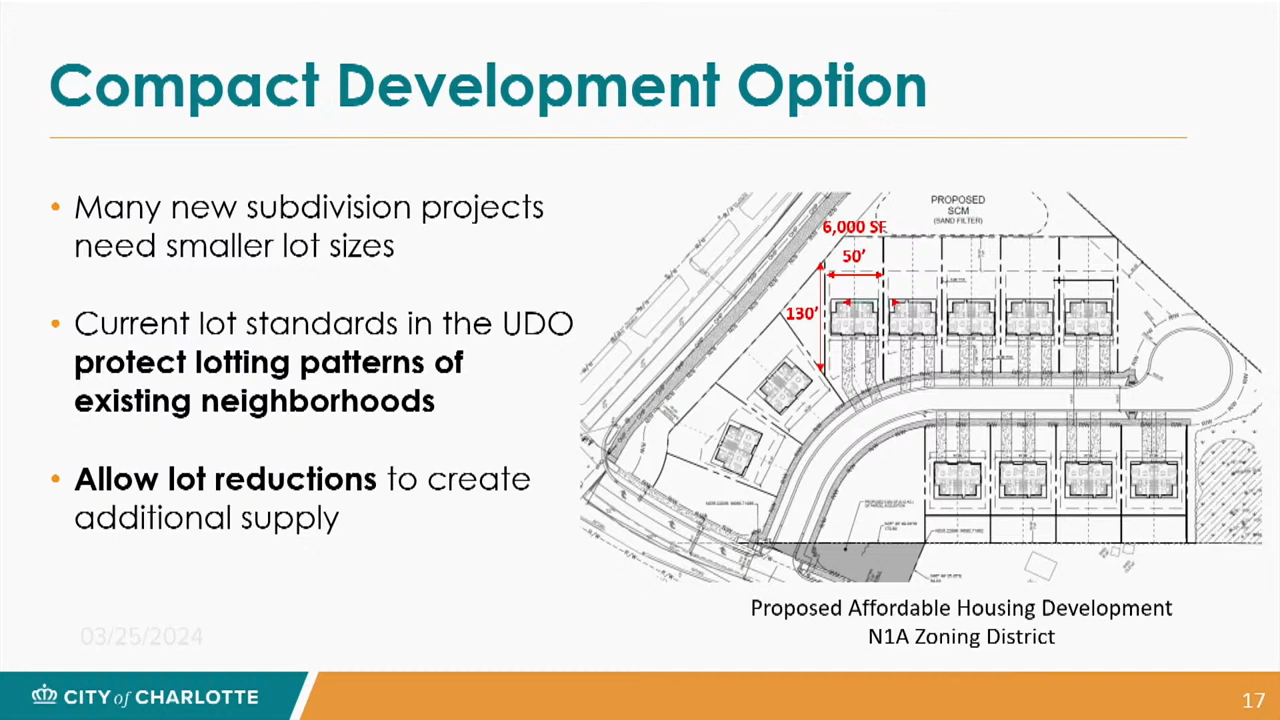 Compact Development Option
• Many new subdivision projects
need smaller lot sizes
• Current lot standards in the UDO
protect lotting patterns of
existing neighborhoods
• Allow lot reductions to create
additional supply
PROPOSED
SCM
(SAND FILTER)
6,000 SF
50'
130'
Proposed Affordable Housing Development
N1A Zoning District
03/25/2024
CITY of CHARLOTTE
17